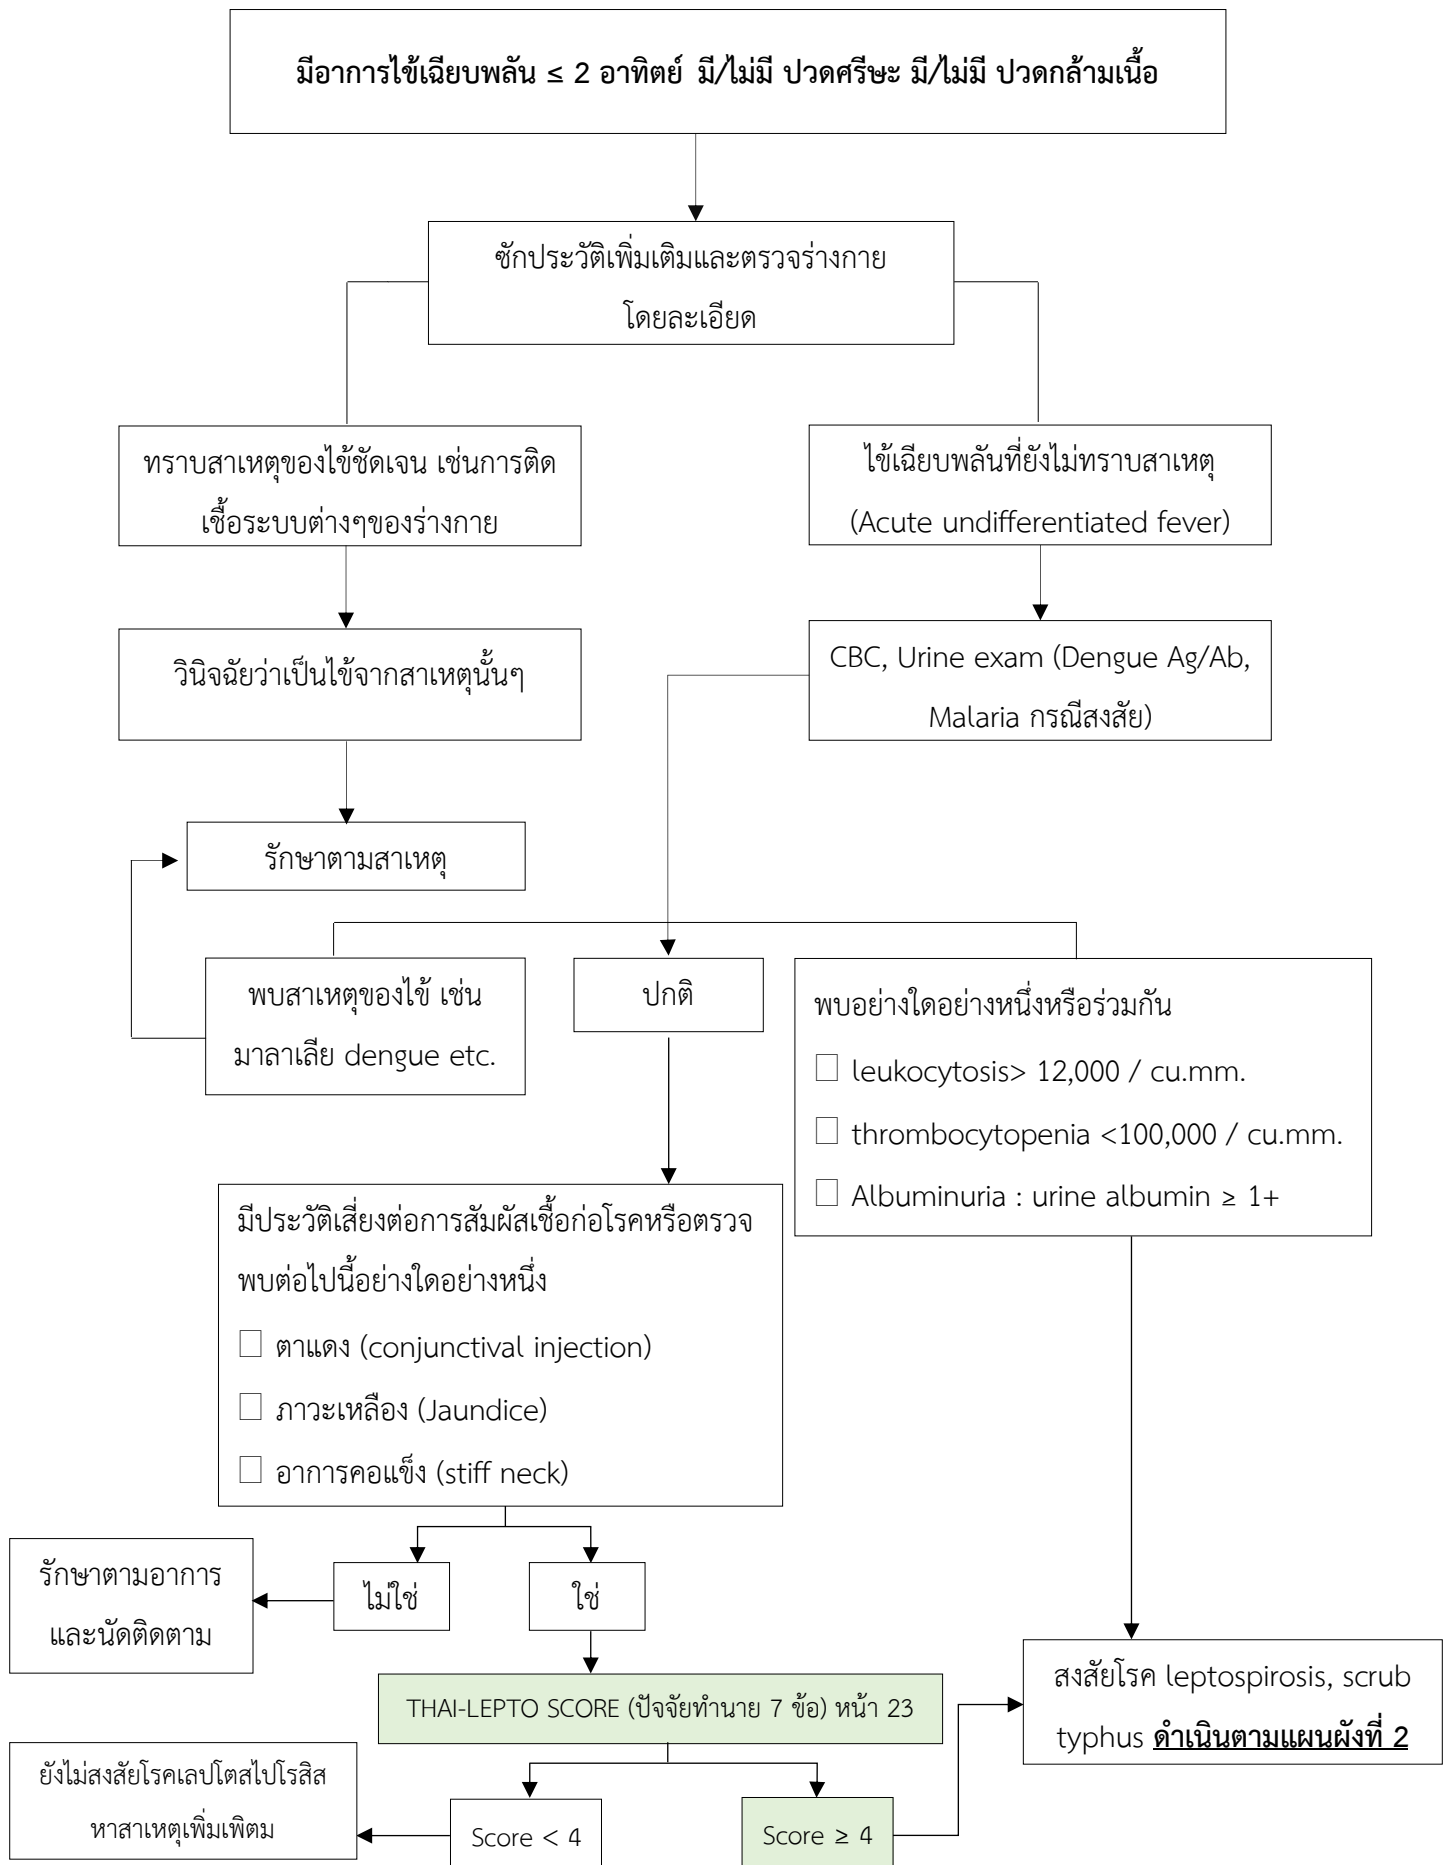 มีอาการไข้เฉียบพลัน ≤ 2 อาทิตย์ มี/ไม่มี ปวดศรีษะ มี/ไม่มี ปวดกล้ามเนื้อ
ซักประวัติเพิ่มเติมและตรวจร่างกาย
โดยละเอียด
ทราบสาเหตุของไข้ชัดเจน เช่นการติด
เชื้อระบบต่างๆของร่างกาย
ไข้เฉียบพลันที่ยังไม่ทราบสาเหตุ
(Acute undifferentiated fever)
วินิจฉัยว่าเป็นไข้จากสาเหตุนั้นๆ
CBC, Urine exam (Dengue Ag/Ab,
Malaria กรณีสงสัย)
รักษาตามสาเหตุ
พบสาเหตุของไข้ เช่น
มาลาเลีย dengue etc.
ปกติ
พบอย่างใดอย่างหนึ่งหรือร่วมกัน
☐ leukocytosis> 12,000 / cu.mm.
☐ thrombocytopenia <100,000 / cu.mm.
☐ Albuminuria : urine albumin ≥ 1+
มีประวัติเสี่ยงต่อการสัมผัสเชื้อก่อโรคหรือตรวจ
พบต่อไปนี้อย่างใดอย่างหนึ่ง
☐ ตาแดง (conjunctival injection)
☐ ภาวะเหลือง (Jaundice)
☐ อาการคอแข็ง (stiff neck)
รักษาตามอาการ
และนัดติดตาม
ไม่ใช่
ใช่
THAI-LEPTO SCORE (ปัจจัยทำนาย 7 ข้อ) หน้า 23
สงสัยโรค leptospirosis, scrub
typhus ดำเนินตามแผนผังที่ 2
ยังไม่สงสัยโรคเลปโตสไปโรสิส
หาสาเหตุเพิ่มเพิตม
Score < 4
Score ≥ 4